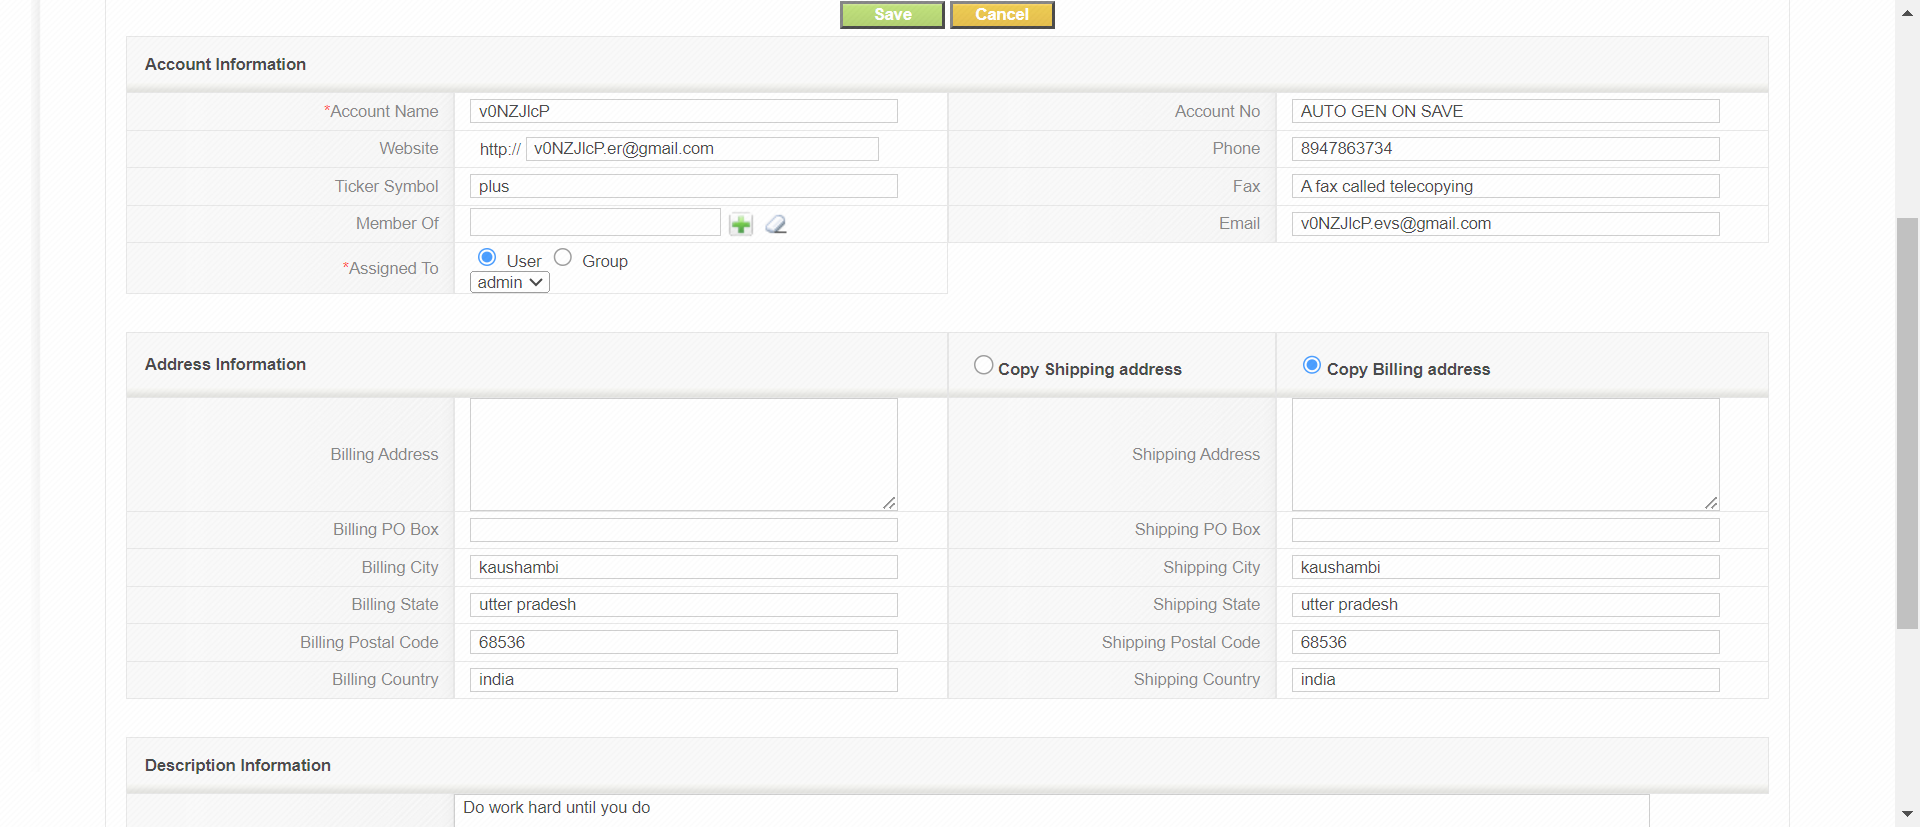 Save Cancel
Account Information
*Account Name v0NZJlcP Account No AUTO GEN ON SAVE
Website http:// v0NZJlcP.er@gmail.com Phone 8947863734
Ticker Symbol plus Fax A fax called telecopying
Member Of Email v0NZJlcP.evs@gmail.com
*Assigned To User Group
admin
Address Information Copy Shipping address Copy Billing address
Billing Address Shipping Address
Billing PO Box Shipping PO Box
Billing City kaushambi Shipping City kaushambi
Billing State utter pradesh Shipping State utter pradesh
Billing Postal Code 68536 Shipping Postal Code 68536
Billing Country india Shipping Country india
Description Information
Do work hard until you do